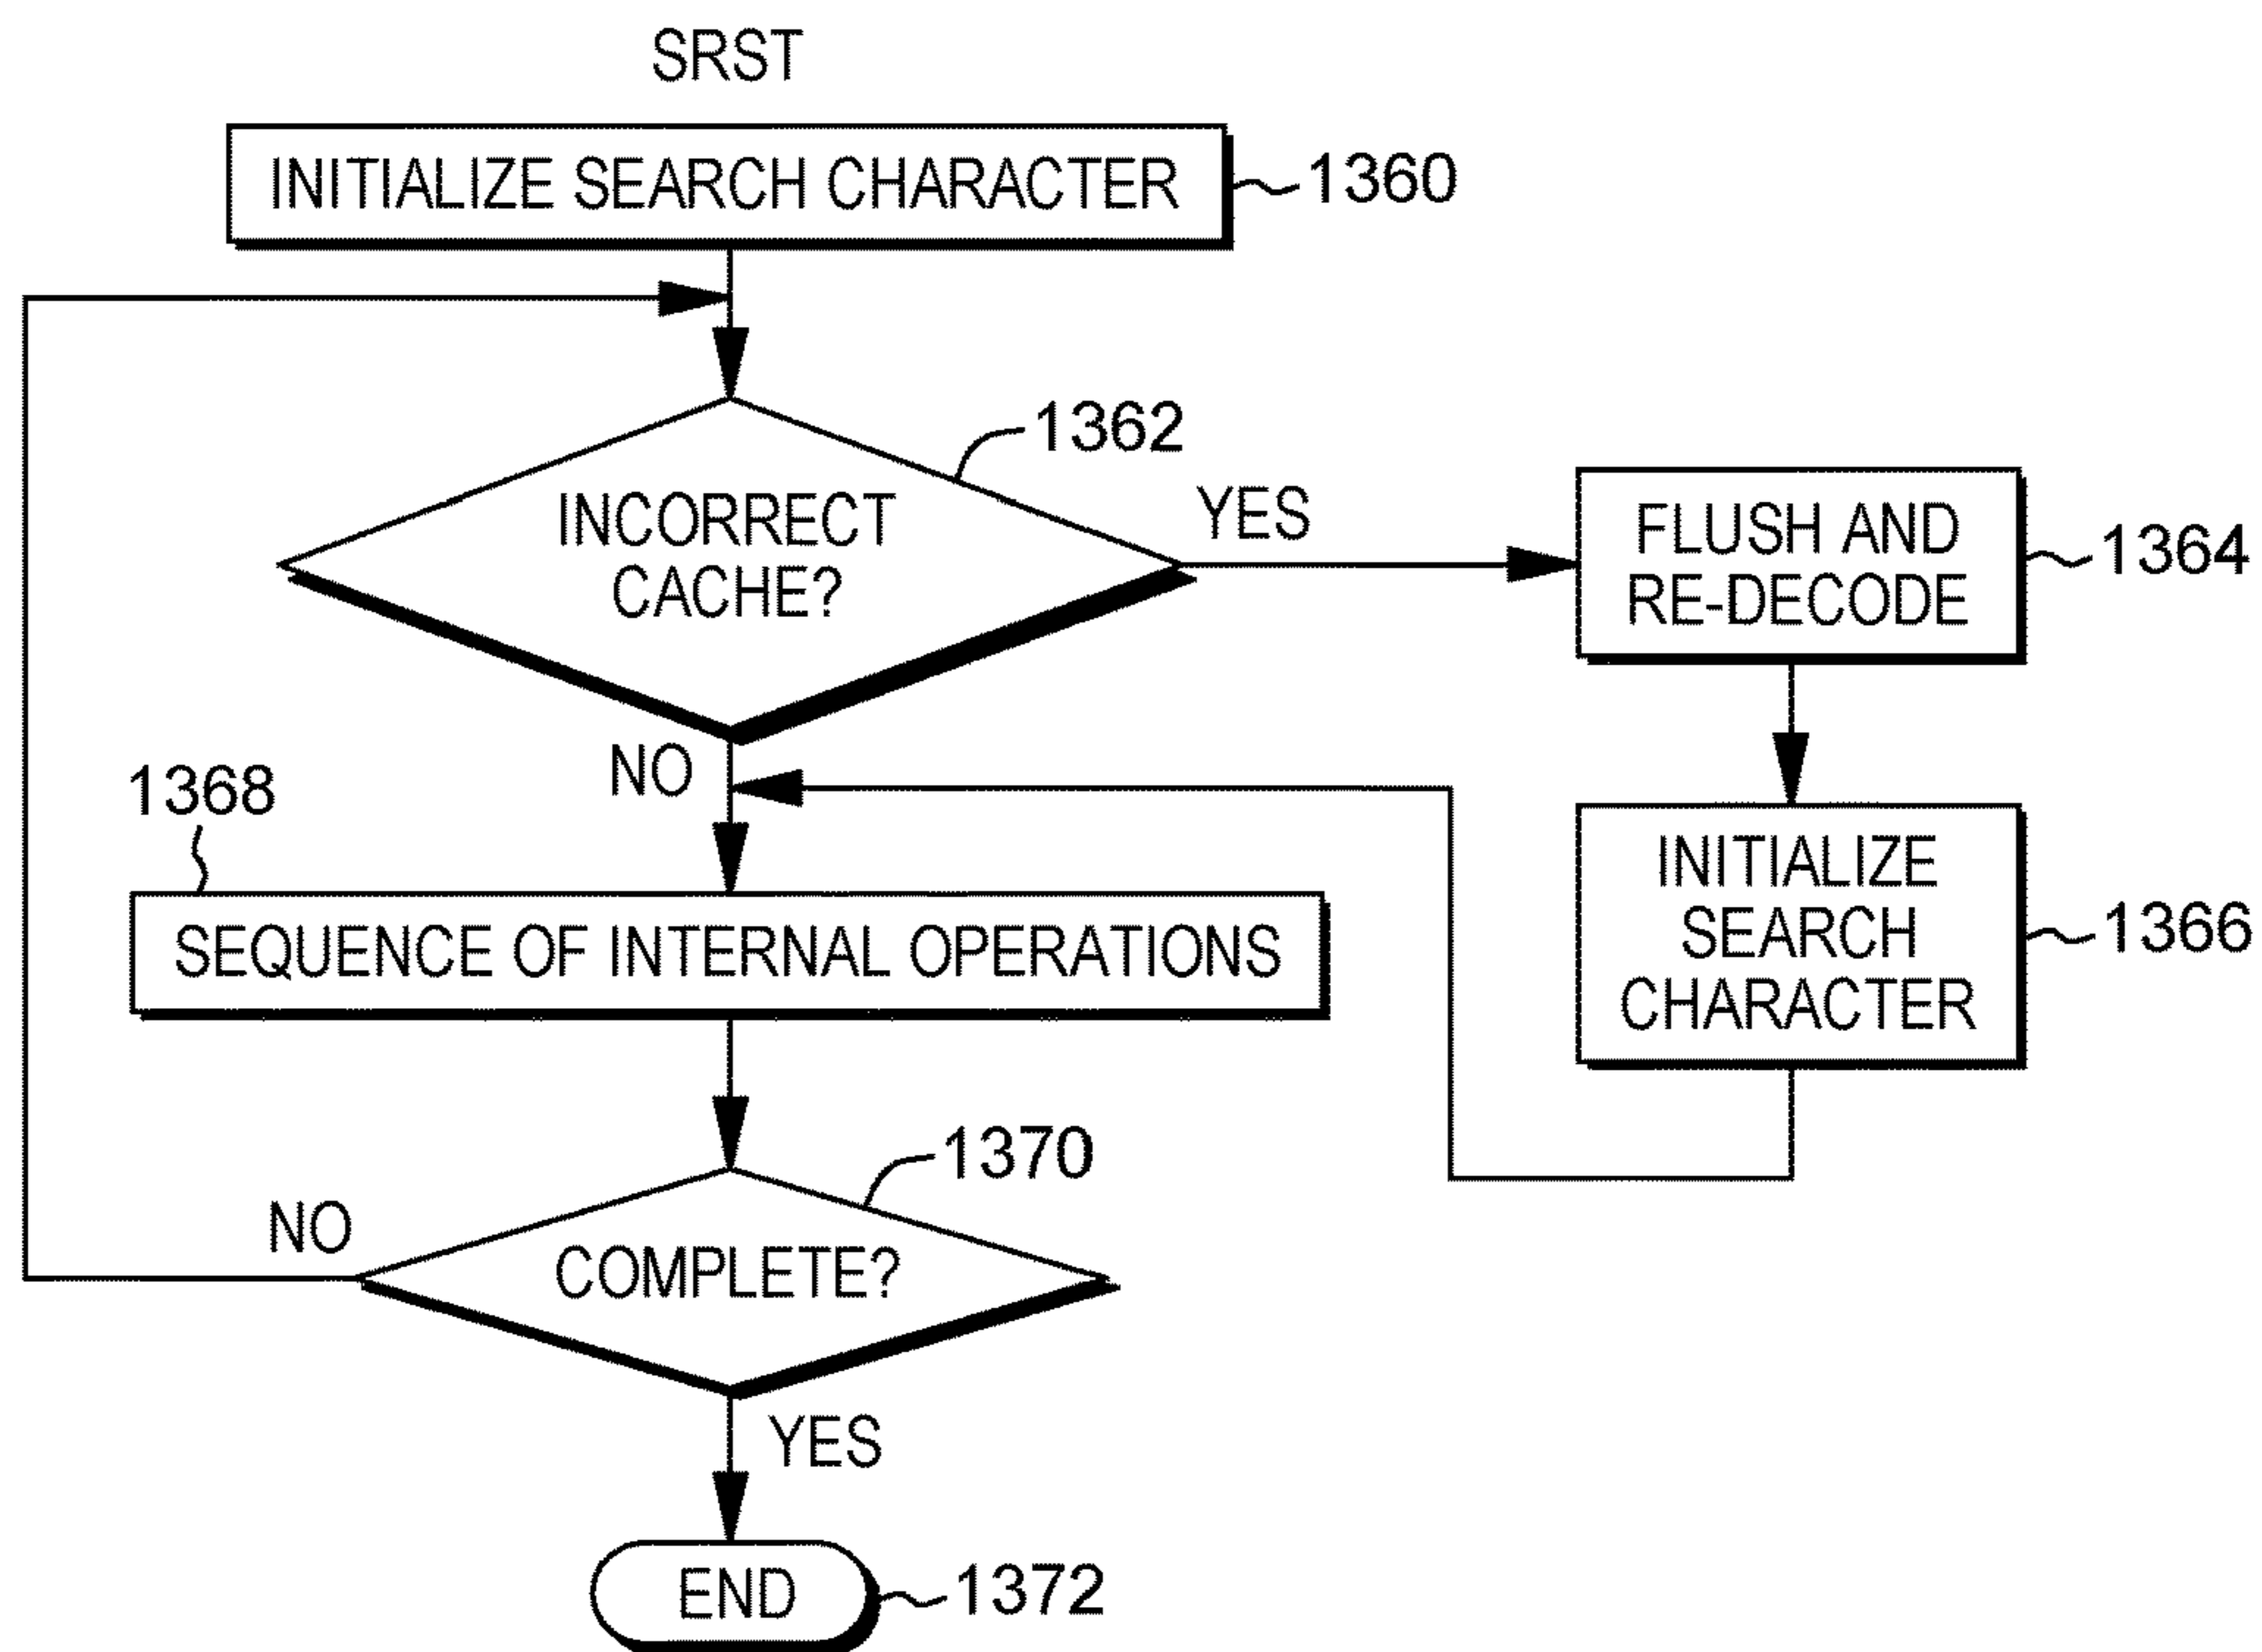 SRST
INITIALIZE SEARCH CHARACTER
1360
1362
INCORRECT
CACHE?
YES
FLUSH AND
RE-DECODE
1364
NO
INITIALIZE
SEARCH
CHARACTER
1366
1368
SEQUENCE OF INTERNAL OPERATIONS
1370
NO
COMPLETE?
YES
END
1372